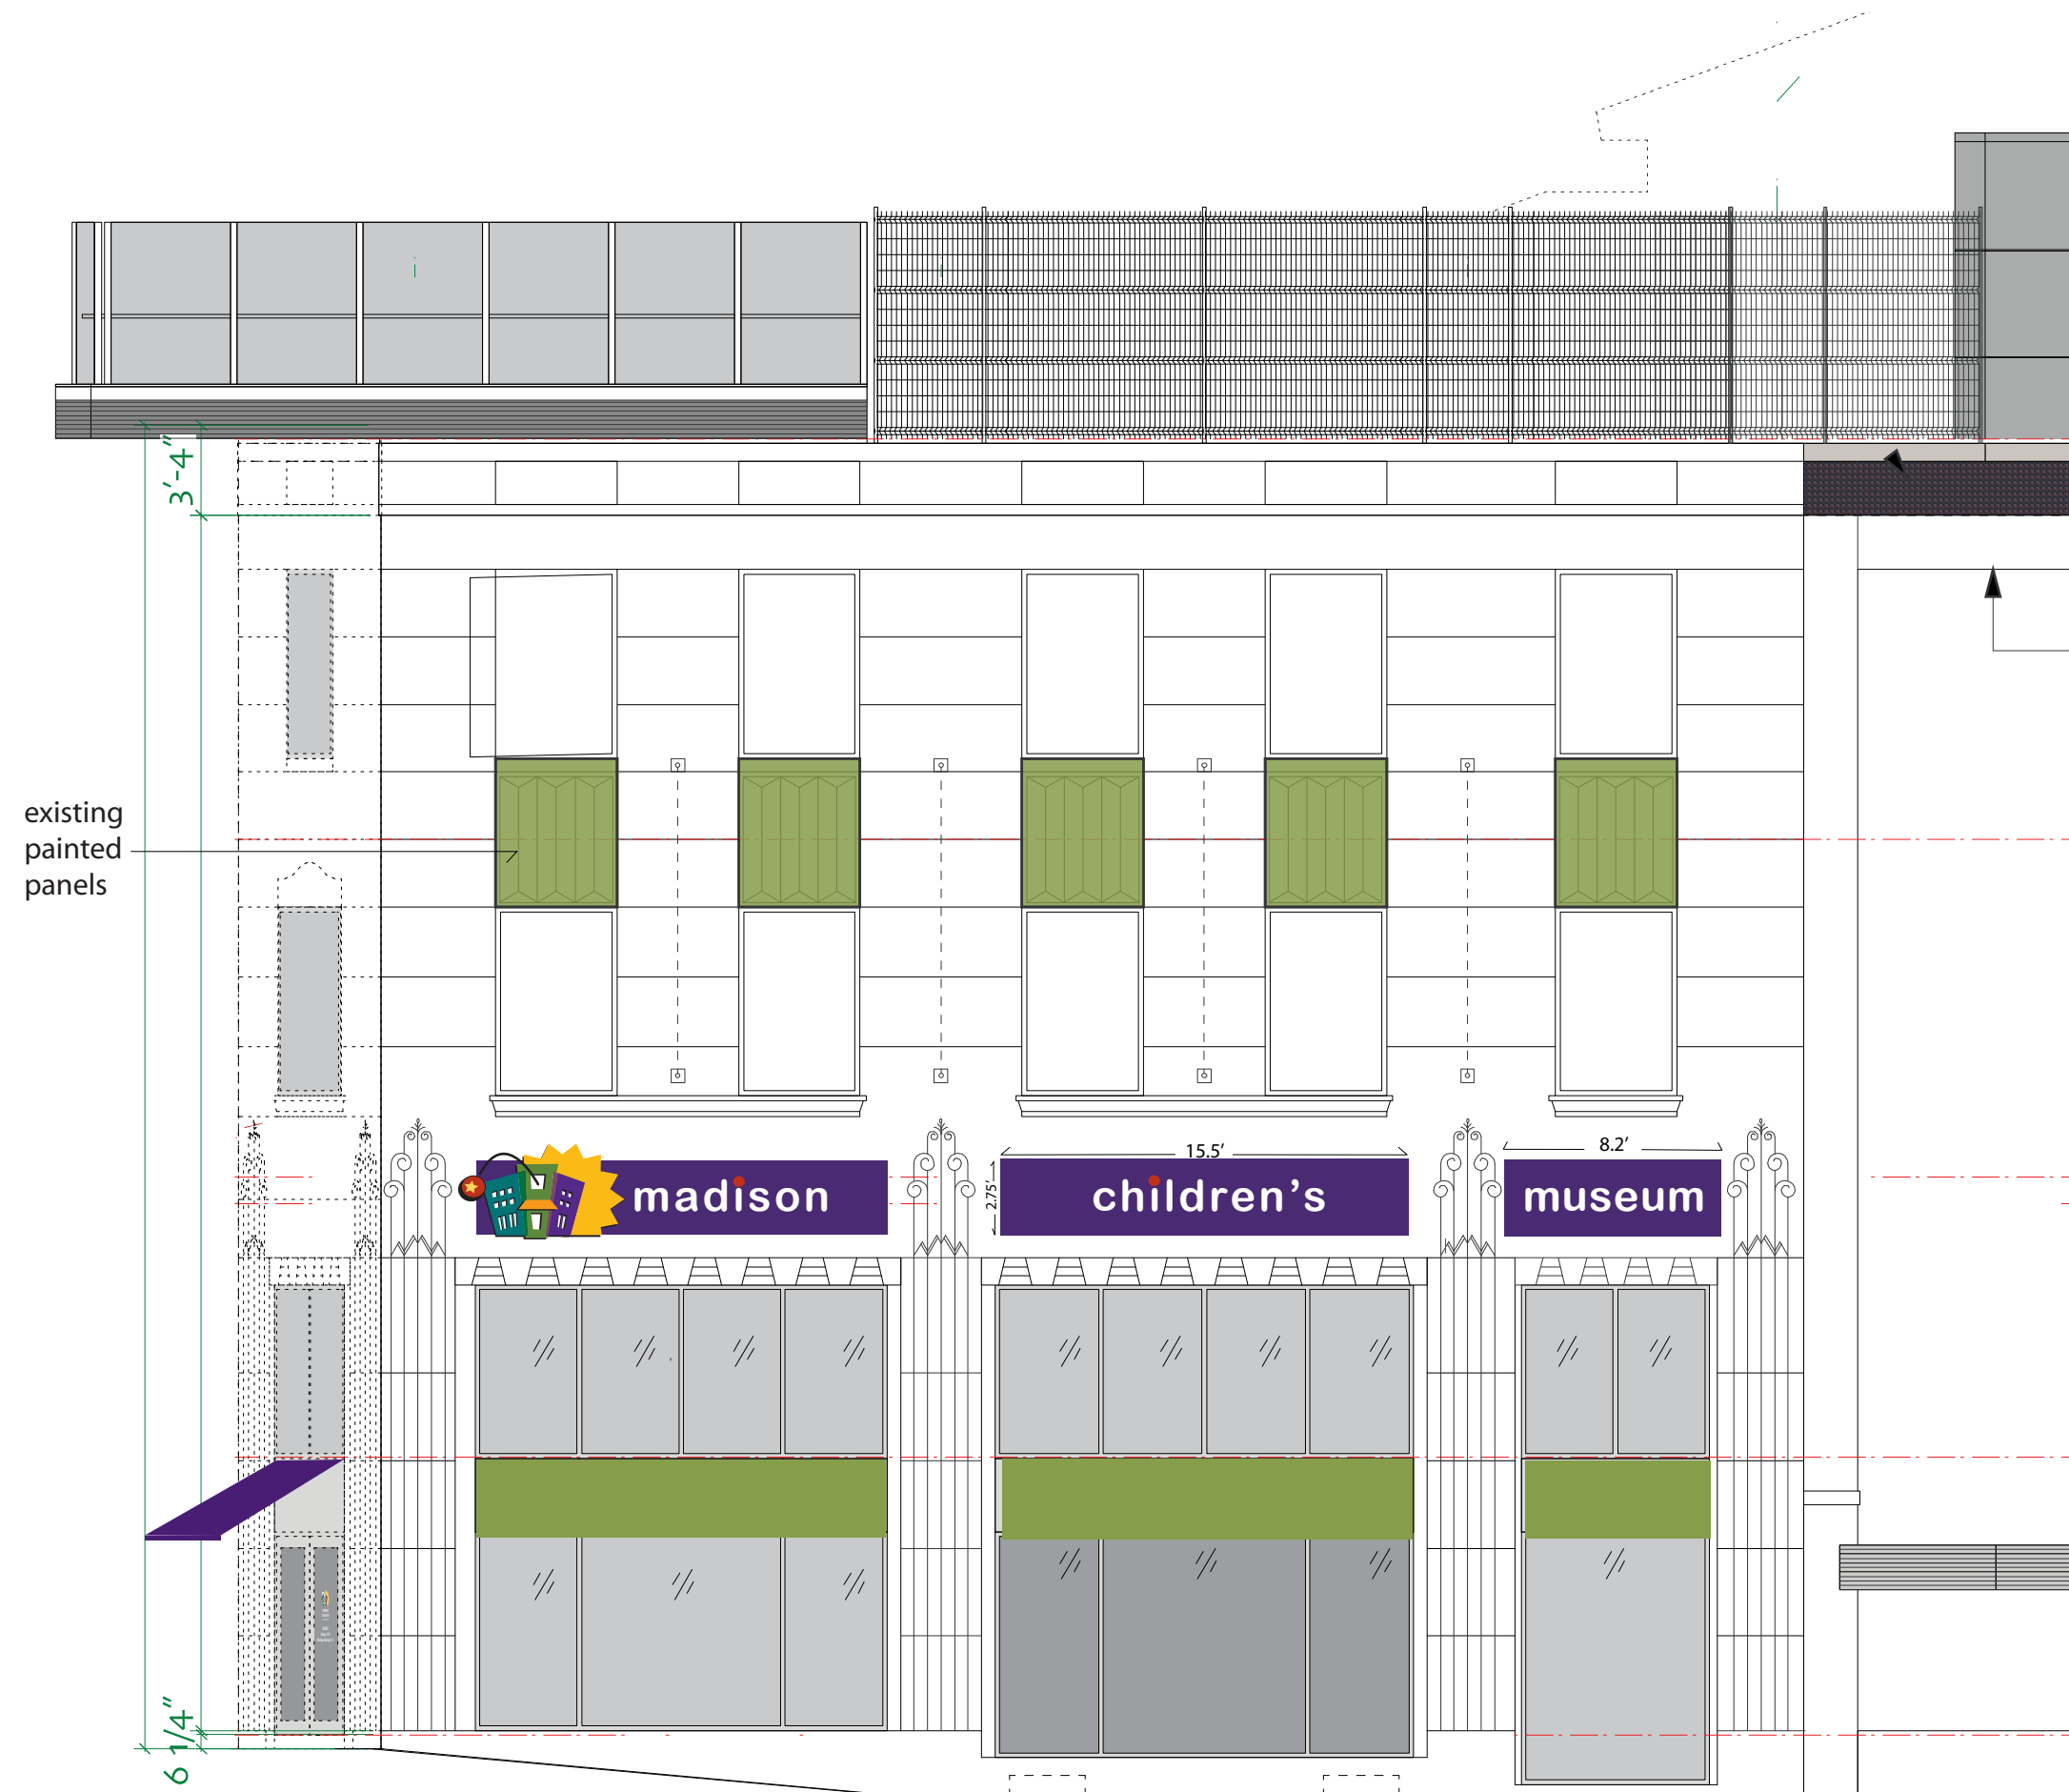 3'-4"
existing
painted
panels
madison
15.5'
2.75'
children's
8.2'
museum
6 1/4"